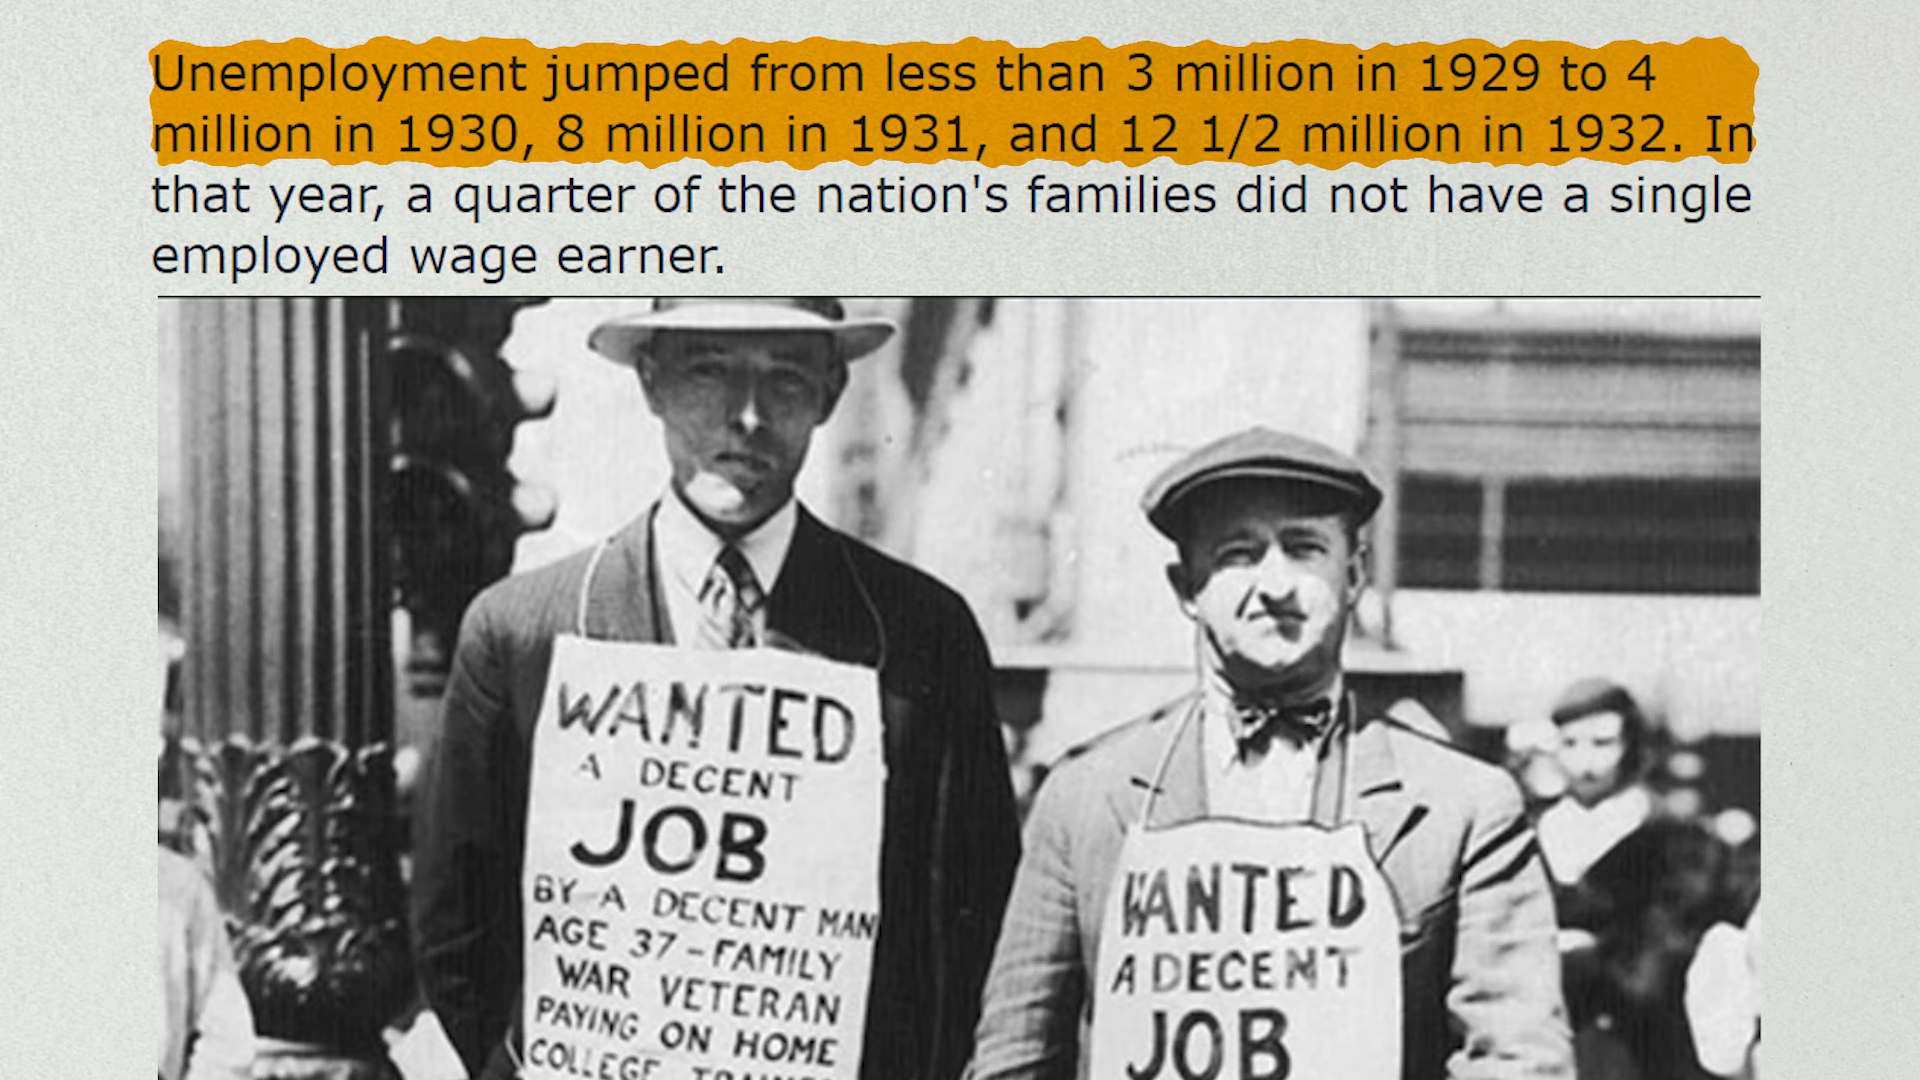 Unemployment jumped from less than 3 million in 1929 to 4
million in 1930, 8 million in 1931, and 12 1/2 million in 1932. In
that year, a quarter of the nation's families did not have a single
employed wage earner.
WANTED
A DECENT
JOB
BY A DECENT MAN
AGE 37-FAMILY
WAR VETERAN
PAYING ON HOME
COLLEGE
WANTED
A DECENT
JOB